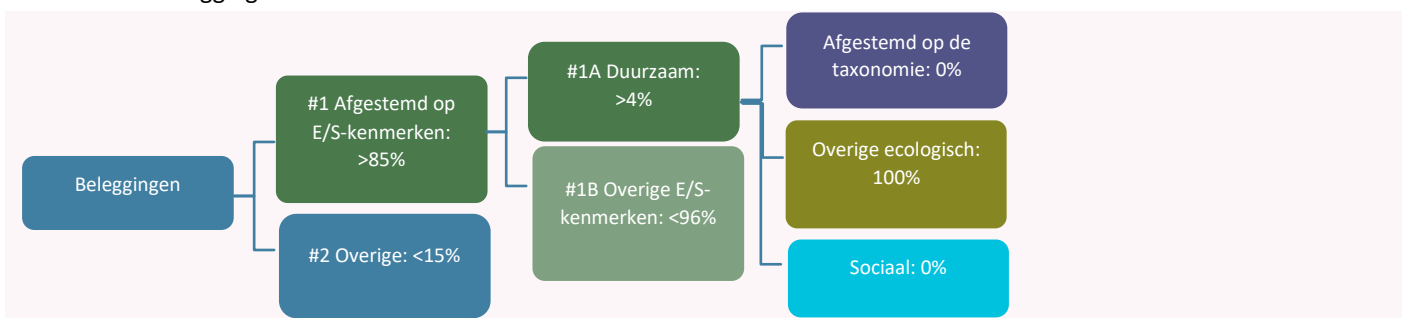 Beleggingen
#1 Afgestemd op
E/S-kenmerken:
>85%
#2 Overige: <15%
#1A Duurzaam:
>4%
#1B Overige E/S-
kenmerken: <96%
Afgestemd op de
taxonomie: 0%
Overige ecologisch:
100%
Sociaal: 0%